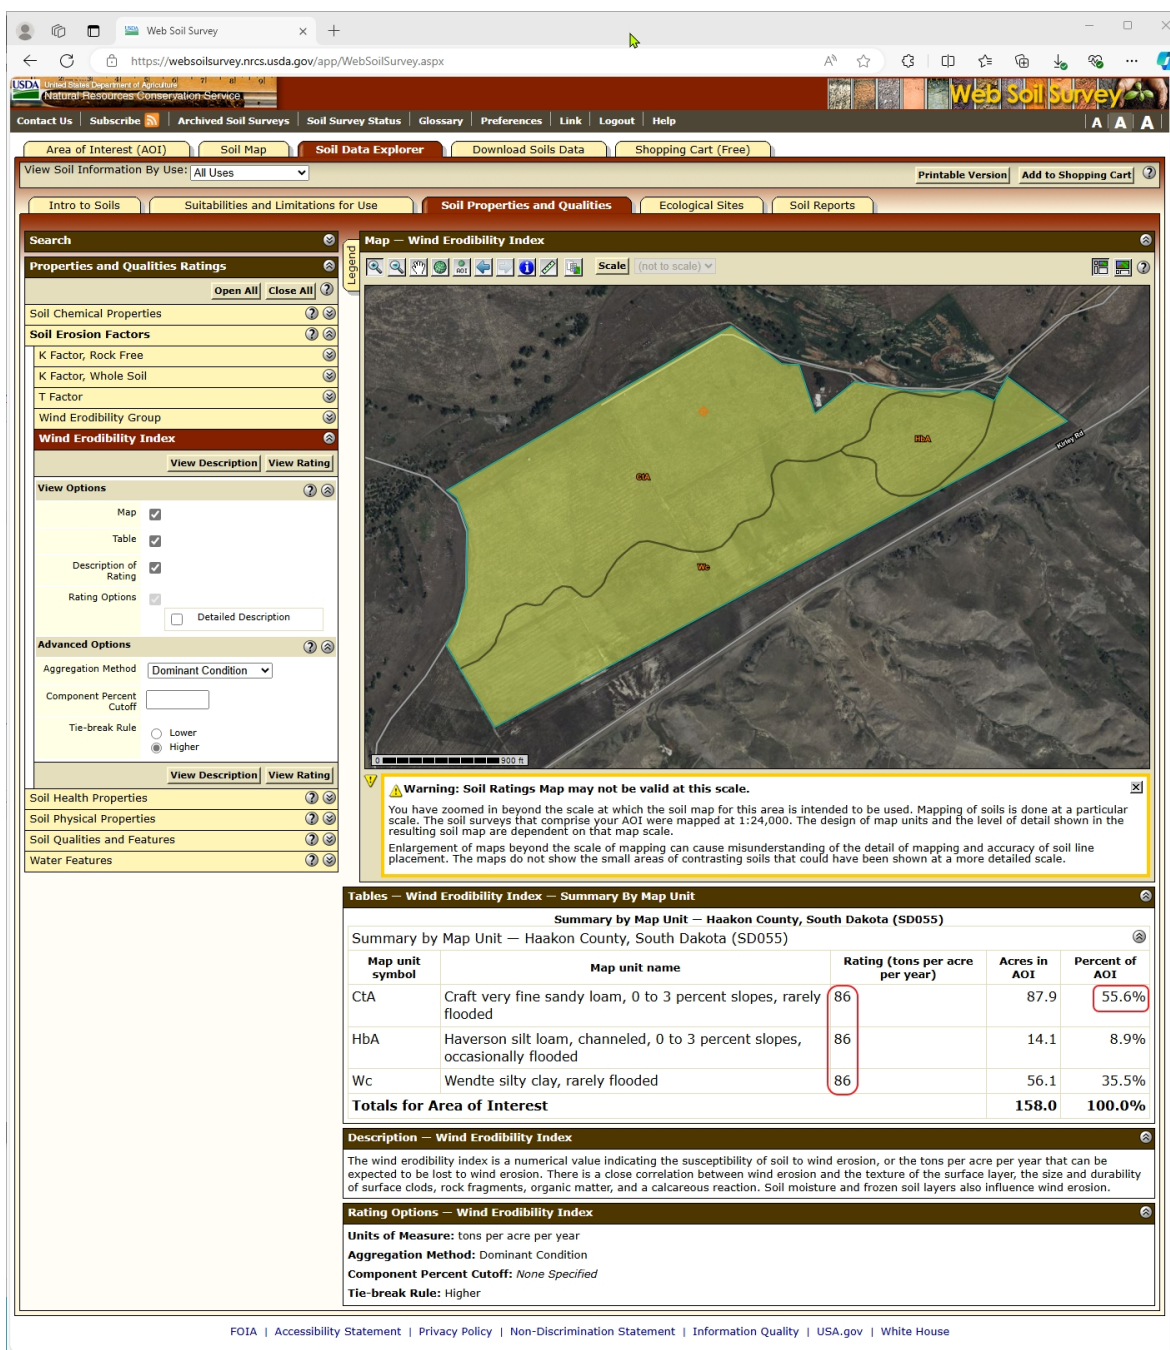 Web Soil Survey
https://websoilsurvey.nrcs.usda.gov/app/WebSoilSurvey.aspx
USDA United States Department of Agriculture
Natural Resources Conservation Service
Web Soil Survey
Contact Us | Subscribe | Archived Soil Surveys | Soil Survey Status | Glossary | Preferences | Link | Logout | Help
A A A
Area of Interest (AOI) Soil Map Soil Data Explorer Download Soils Data Shopping Cart (Free)
View Soil Information By Use: All Uses
Printable Version Add to Shopping Cart
Intro to Soils Suitabilities and Limitations for Use Soil Properties and Qualities Ecological Sites Soil Reports
Search
Properties and Qualities Ratings
Open All Close All
Soil Chemical Properties
Soil Erosion Factors
K Factor, Rock Free
K Factor, Whole Soil
T Factor
Wind Erodibility Group
Wind Erodibility Index
View Description View Rating
View Options
Map
Table
Description of
Rating
Rating Options
Detailed Description
Advanced Options
Aggregation Method Dominant Condition
Component Percent
Cutoff
Tie-break Rule
Lower
Higher
View Description View Rating
Soil Health Properties
Soil Physical Properties
Soil Qualities and Features
Water Features
Legend
Map — Wind Erodibility Index
AOI
Scale (not to scale)
HbA
Kirley Rd
CtA
Wc
0 900 ft
Warning: Soil Ratings Map may not be valid at this scale.
You have zoomed in beyond the scale at which the soil map for this area is intended to be used. Mapping of soils is done at a particular
scale. The soil surveys that comprise your AOI were mapped at 1:24,000. The design of map units and the level of detail shown in the
resulting soil map are dependent on that map scale.
Enlargement of maps beyond the scale of mapping can cause misunderstanding of the detail of mapping and accuracy of soil line
placement. The maps do not show the small areas of contrasting soils that could have been shown at a more detailed scale.
Tables — Wind Erodibility Index — Summary By Map Unit
Summary by Map Unit — Haakon County, South Dakota (SD055)
Summary by Map Unit — Haakon County, South Dakota (SD055)
Map unit symbol Map unit name Rating (tons per acre per year) Acres in AOI Percent of AOI
CtA Craft very fine sandy loam, 0 to 3 percent slopes, rarely flooded 86 87.9 55.6%
HbA Haverson silt loam, channeled, 0 to 3 percent slopes, occasionally flooded 86 14.1 8.9%
Wc Wendte silty clay, rarely flooded 86 56.1 35.5%
Totals for Area of Interest 158.0 100.0%
Description — Wind Erodibility Index
The wind erodibility index is a numerical value indicating the susceptibility of soil to wind erosion, or the tons per acre per year that can be
expected to be lost to wind erosion. There is a close correlation between wind erosion and the texture of the surface layer, the size and durability
of surface clods, rock fragments, organic matter, and a calcareous reaction. Soil moisture and frozen soil layers also influence wind erosion.
Rating Options — Wind Erodibility Index
Units of Measure: tons per acre per year
Aggregation Method: Dominant Condition
Component Percent Cutoff: None Specified
Tie-break Rule: Higher
FOIA | Accessibility Statement | Privacy Policy | Non-Discrimination Statement | Information Quality | USA.gov | White House